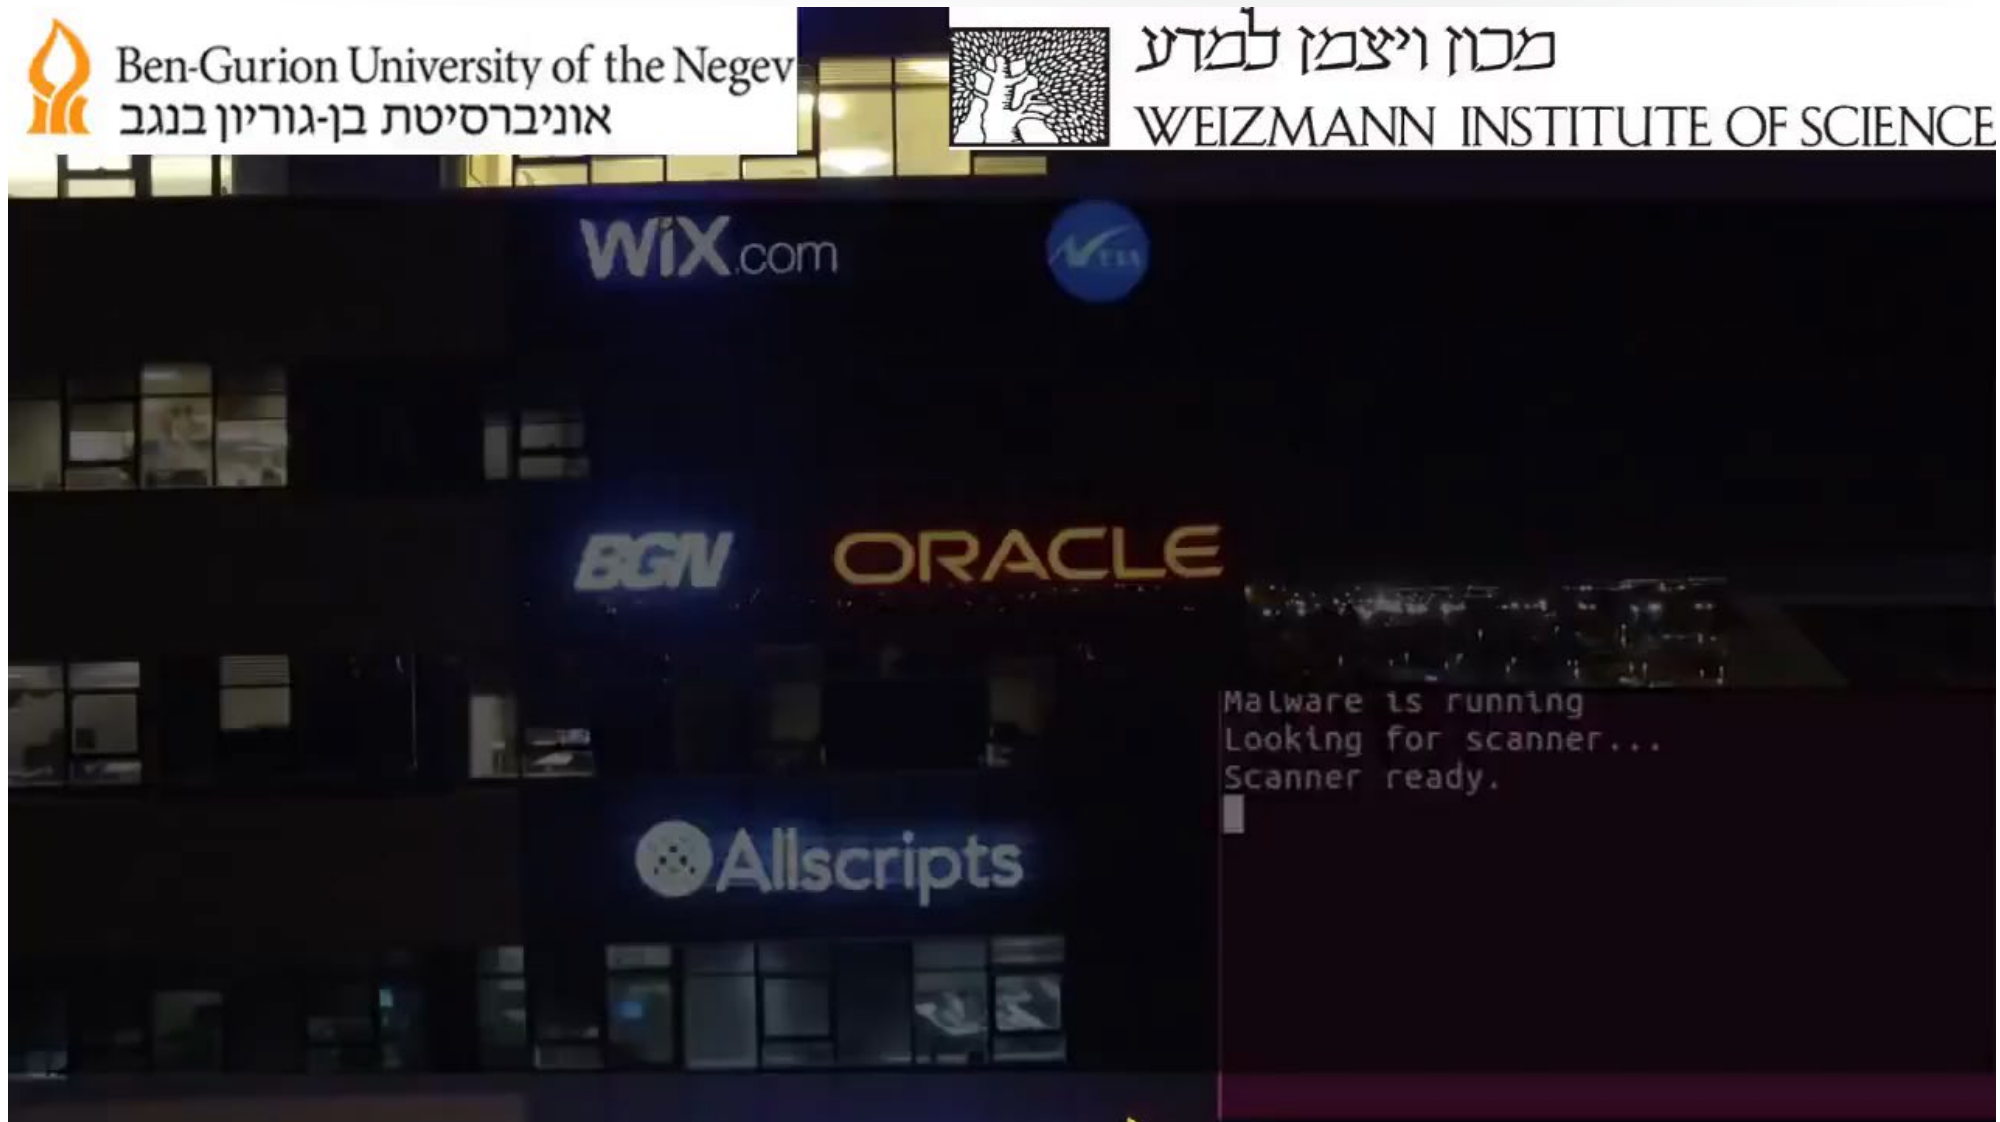 Ben-Gurion University of the Negev
אוניברסיטת בן-גוריון בנגב
מכון ויצמן למדע
WEIZMANN INSTITUTE OF SCIENCE
WiX.com
BGN
ORACLE
Malware is running
Looking for scanner...
Scanner ready.
Allscripts